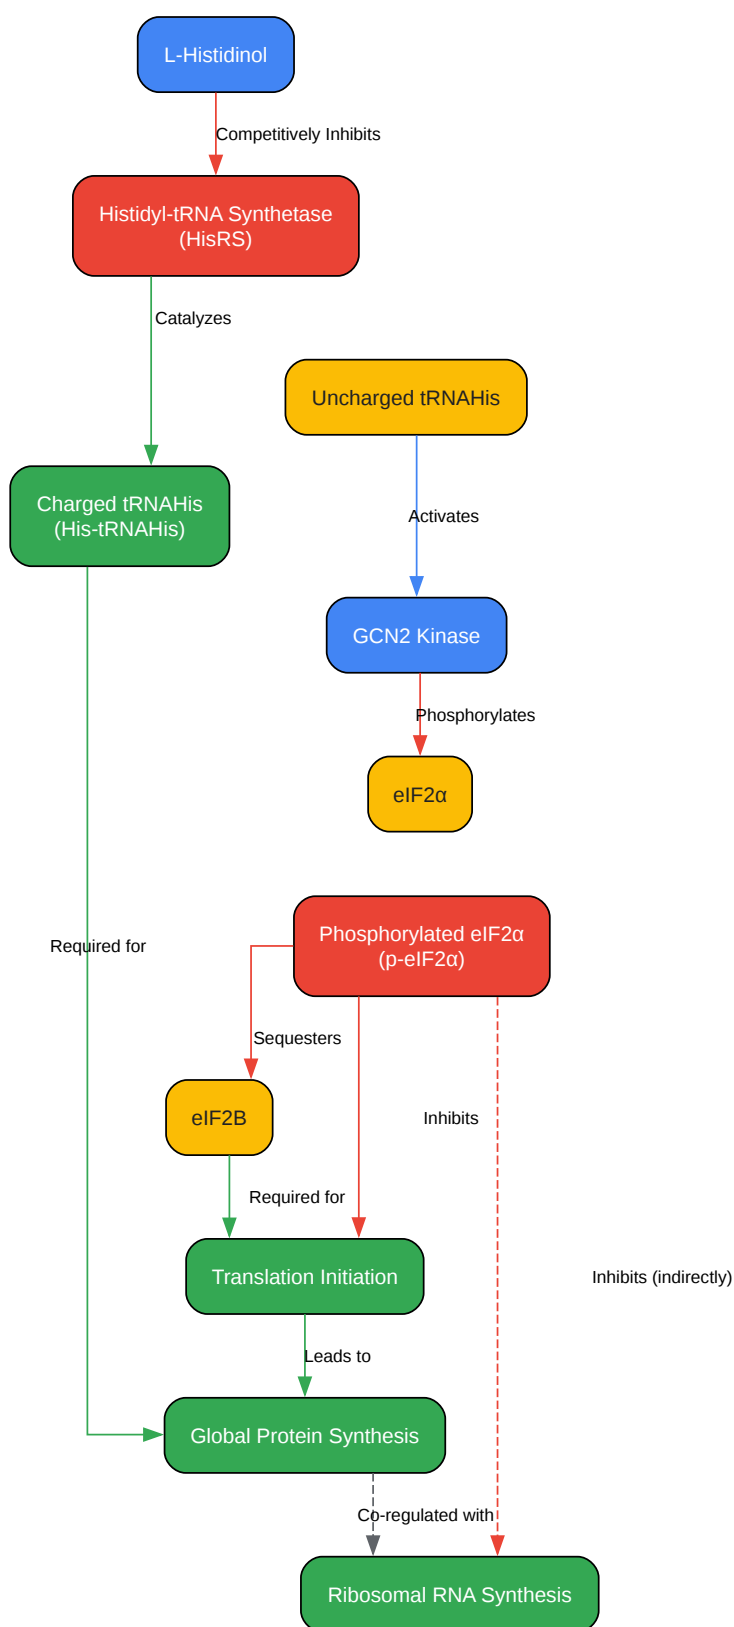 L-Histidinol
Competitively Inhibits
Histidyl-tRNA Synthetase
(HisRS)
Catalyzes
Uncharged tRNAHis
Charged tRNAHis
(His-tRNAHis)
Activates
GCN2 Kinase
Phosphorylates
eIF2α
Phosphorylated eIF2α
(p-eIF2α)
Required for
Sequesters
eIF2B
Inhibits
Required for
Translation Initiation
Inhibits (indirectly)
Leads to
Global Protein Synthesis
Co-regulated with
Ribosomal RNA Synthesis